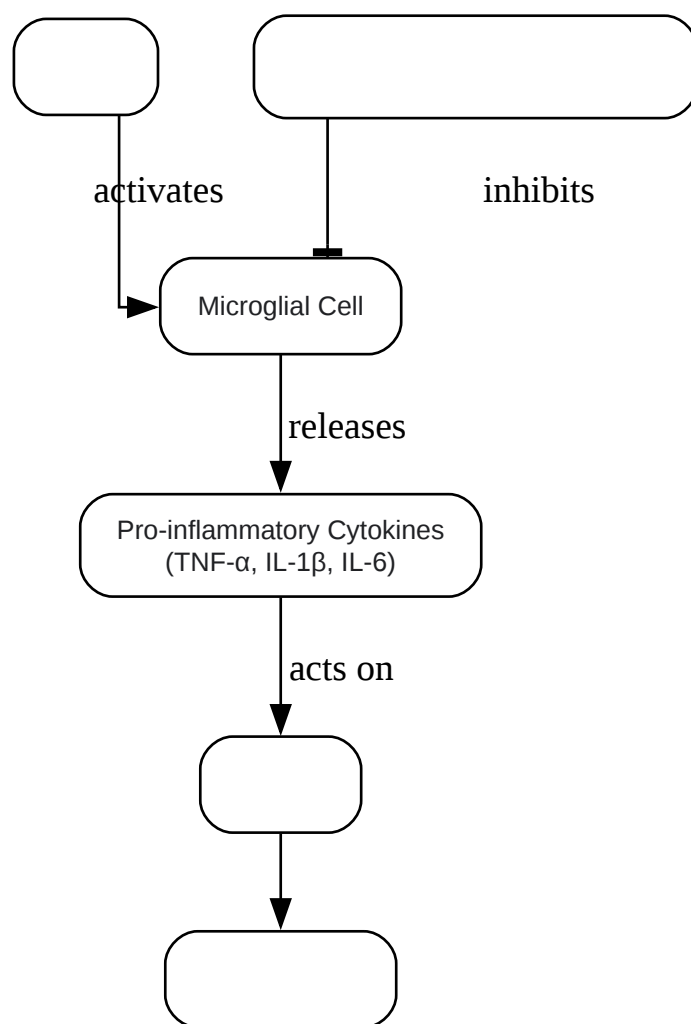 activates
inhibits
Microglial Cell
releases
Pro-inflammatory Cytokines
(TNF-α, IL-1β, IL-6)
acts on